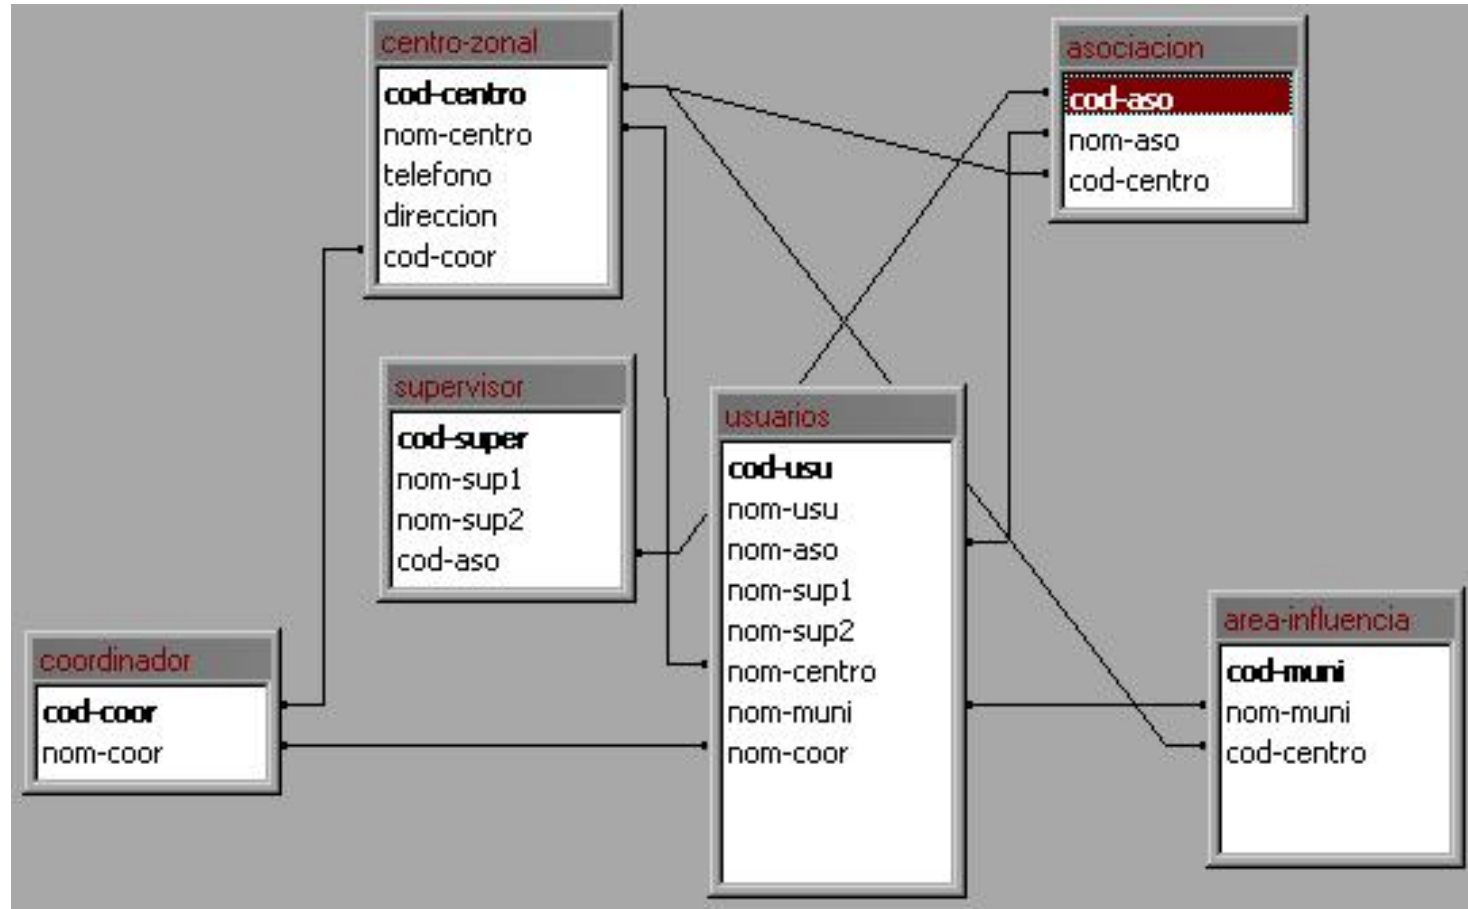 centro-zonal
cod-centro
nom-centro
telefono
direccion
cod-coor
asociacion
cod-aso
nom-aso
cod-centro
supervisor
cod-super
nom-sup1
nom-sup2
cod-aso
usuarios
cod-usu
nom-usu
nom-aso
nom-sup1
nom-sup2
nom-centro
nom-muni
nom-coor
coordinador
cod-coor
nom-coor
area-influencia
cod-muni
nom-muni
cod-centro